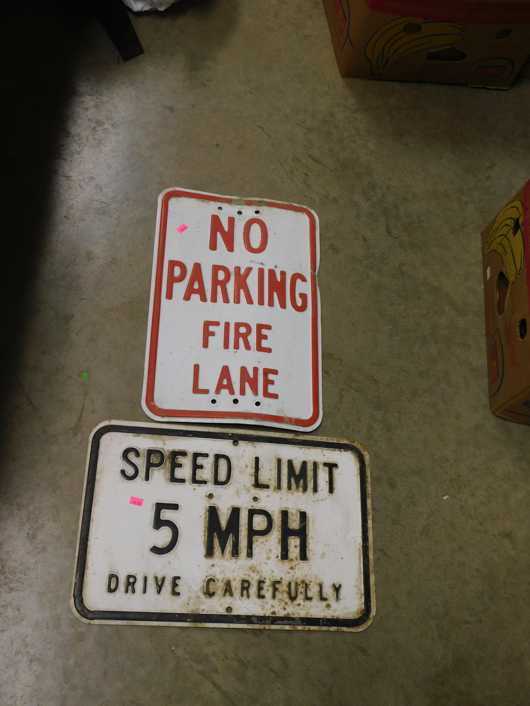 NO
PARKING
FIRE
LANE
SPEED LIMIT
5 MPH
DRIVE CAREFULLY